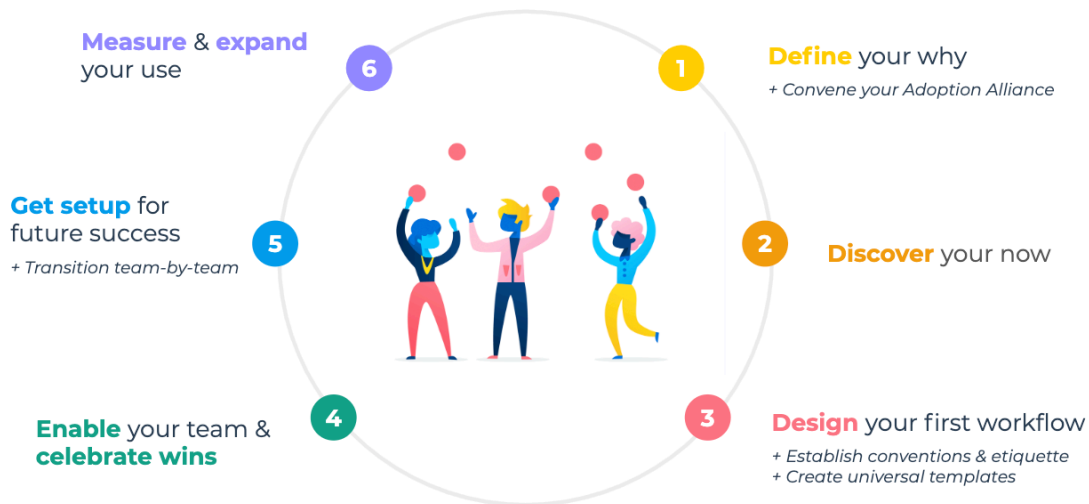 1
Define your why
+ Convene your Adoption Alliance
2
Discover your now
3
Design your first workflow
+ Establish conventions & etiquette
+ Create universal templates
4
Enable your team &
celebrate wins
5
Get setup for
future success
+ Transition team-by-team
6
Measure & expand
your use